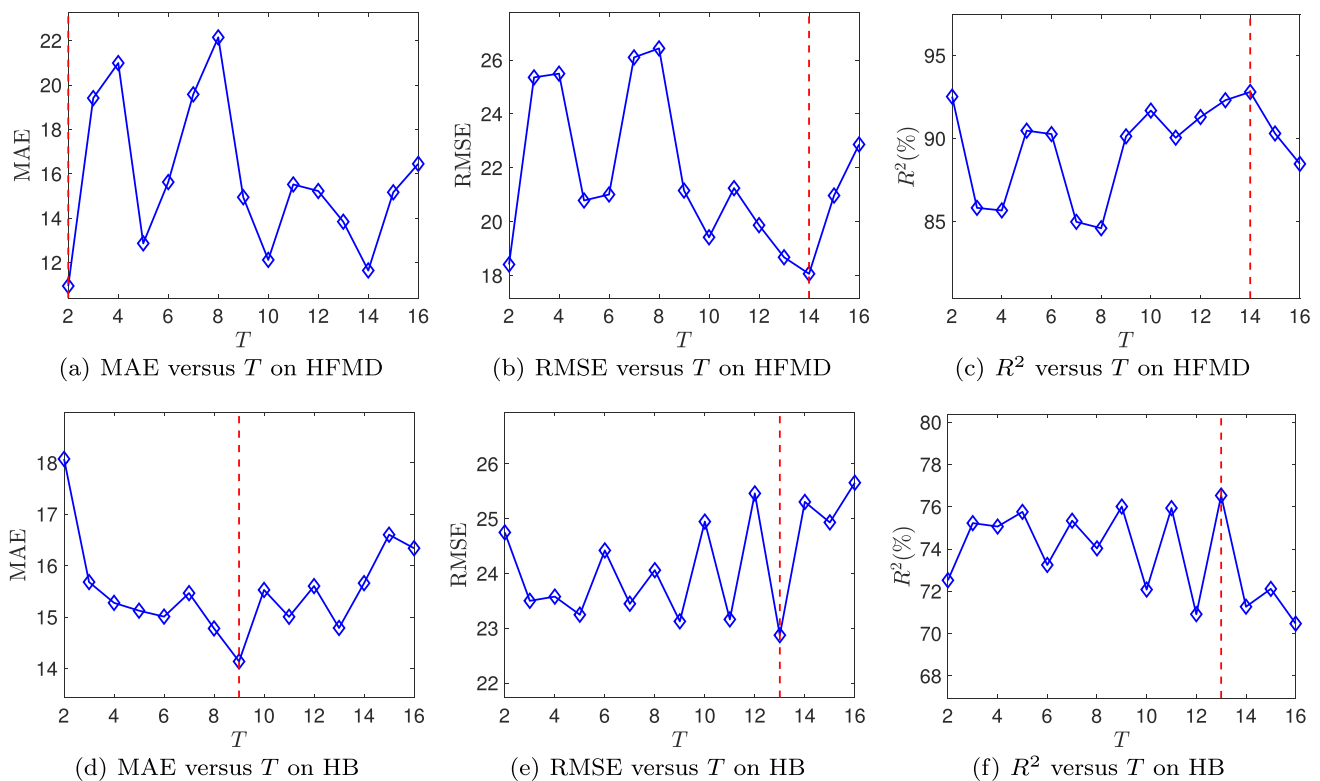 22
20
18
16
14
12
MAE
2 4 6 8 10 12 14 16
T
(a) MAE versus T on HFMD
26
24
22
20
18
RMSE
2 4 6 8 10 12 14 16
T
(b) RMSE versus T on HFMD
95
90
85
R²(%)
2 4 6 8 10 12 14 16
T
(c) R² versus T on HFMD
18
17
16
15
14
MAE
2 4 6 8 10 12 14 16
T
(d) MAE versus T on HB
26
25
24
23
22
RMSE
2 4 6 8 10 12 14 16
T
(e) RMSE versus T on HB
80
78
76
74
72
70
68
R²(%)
2 4 6 8 10 12 14 16
T
(f) R² versus T on HB